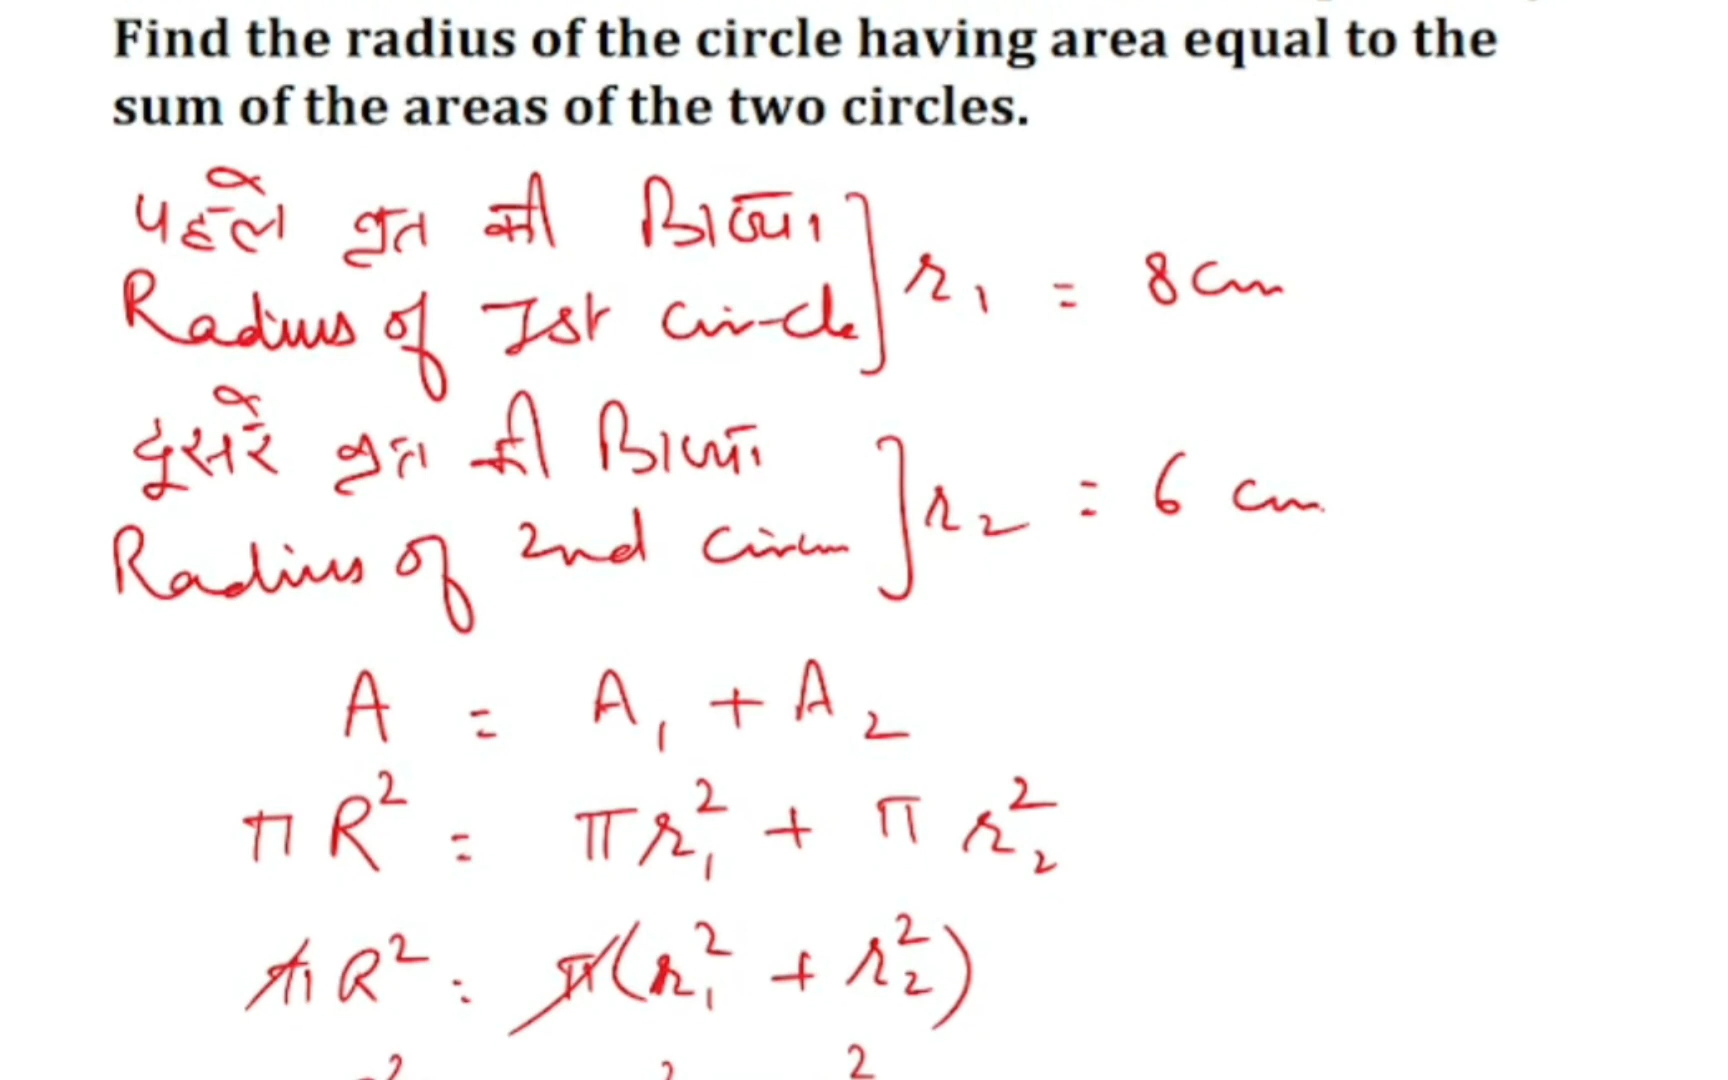 Find the radius of the circle having area equal to the
sum of the areas of the two circles.
पहले वृत की त्रिज्या
Radius of Ist circle ] r₁ = 8 cm
दूसरे वृत की त्रिज्या
Radius of 2nd ] r₂ = 6 cm
A = A₁ + A₂
πR² = πr₁² + πr₂²
πR² = π(r₁² + r₂²)